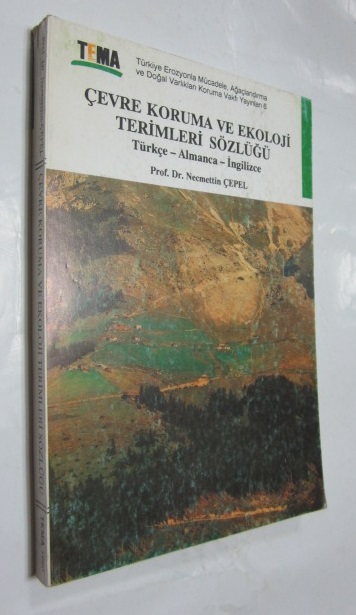 TEMA
Türkiye Erozyonla Mücadele, Ağaçlandırma
ve Doğal Varlıkları Koruma Vakfı Yayınları 6
ÇEVRE KORUMA VE EKOLOJİ
TERİMLERİ SÖZLÜĞÜ
Türkçe – Almanca – İngilizce
Prof. Dr. Necmettin ÇEPEL
ÇEVRE KORUMA VE EKOLOJİ TERİMLERİ SÖZLÜĞÜ